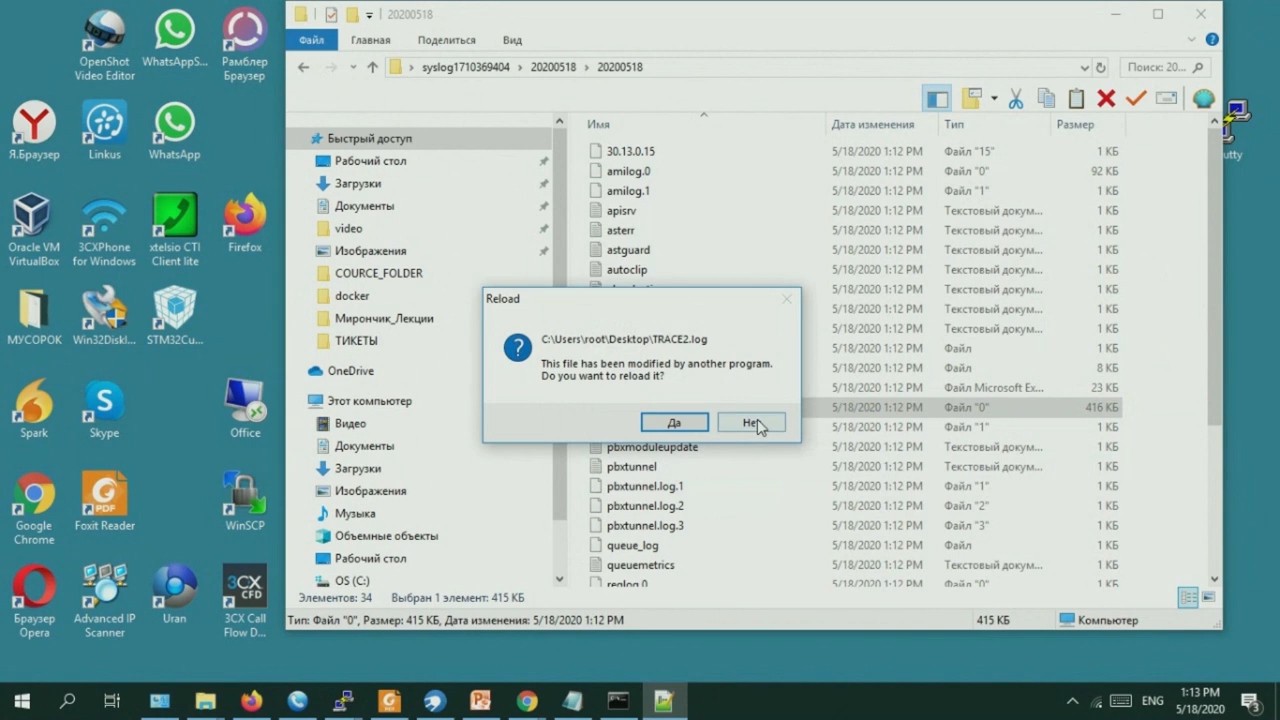 OpenShot Video Editor
WhatsAppS...
Рамблер Браузер
Я.Браузер
Linkus
WhatsApp
Oracle VM VirtualBox
3CXPhone for Windows
xtelsio CTI Client lite
Firefox
МУСОРОК
Win32Diskl...
STM32Cu...
Spark
Skype
Office
Google Chrome
Foxit Reader
WinSCP
Браузер Opera
Advanced IP Scanner
Uran
3CX CFD
3CX Call Flow D...
utty
20200518
Файл
Главная
Поделиться
Вид
syslog1710369404 › 20200518 › 20200518
Поиск: 20...
Быстрый доступ
Рабочий стол
Загрузки
Документы
video
Изображения
COURCE_FOLDER
docker
Мирончик_Лекции
ТИКЕТЫ
OneDrive
Этот компьютер
Видео
Документы
Загрузки
Изображения
Музыка
Объемные объекты
Рабочий стол
OS (C:)
Имя Дата изменения Тип Размер
30.13.0.15 5/18/2020 1:12 PM Файл "15" 1 КБ
amilog.0 5/18/2020 1:12 PM Файл "0" 92 КБ
amilog.1 5/18/2020 1:12 PM Файл "1" 1 КБ
apisrv 5/18/2020 1:12 PM Текстовый докум... 1 КБ
asterr 5/18/2020 1:12 PM Текстовый докум... 1 КБ
astguard 5/18/2020 1:12 PM Текстовый докум... 1 КБ
autoclip 5/18/2020 1:12 PM Текстовый докум... 1 КБ
5/18/2020 1:12 PM Текстовый докум... 1 КБ
5/18/2020 1:12 PM Текстовый докум... 1 КБ
5/18/2020 1:12 PM Текстовый докум... 1 КБ
5/18/2020 1:12 PM Файл 1 КБ
5/18/2020 1:12 PM Файл 8 КБ
5/18/2020 1:12 PM Файл Microsoft Ex... 23 КБ
5/18/2020 1:12 PM Файл "0" 416 КБ
5/18/2020 1:12 PM Файл "1" 1 КБ
pbxmoduleupdate 5/18/2020 1:12 PM Текстовый докум... 1 КБ
pbxtunnel 5/18/2020 1:12 PM Текстовый докум... 1 КБ
pbxtunnel.log.1 5/18/2020 1:12 PM Файл "1" 1 КБ
pbxtunnel.log.2 5/18/2020 1:12 PM Файл "2" 1 КБ
pbxtunnel.log.3 5/18/2020 1:12 PM Файл "3" 1 КБ
queue_log 5/18/2020 1:12 PM Файл 1 КБ
queuemetrics 5/18/2020 1:12 PM Текстовый докум... 1 КБ
reglog.0 5/18/2020 1:12 PM Файл "0" 1 КБ
Reload
C:\Users\root\Desktop\TRACE2.log
This file has been modified by another program.
Do you want to reload it?
Да
Элементов: 34 Выбран 1 элемент: 415 КБ
Тип: Файл "0", Размер: 415 КБ, Дата изменения: 5/18/2020 1:12 PM 415 КБ Компьютер
ENG
1:13 PM
5/18/2020
3